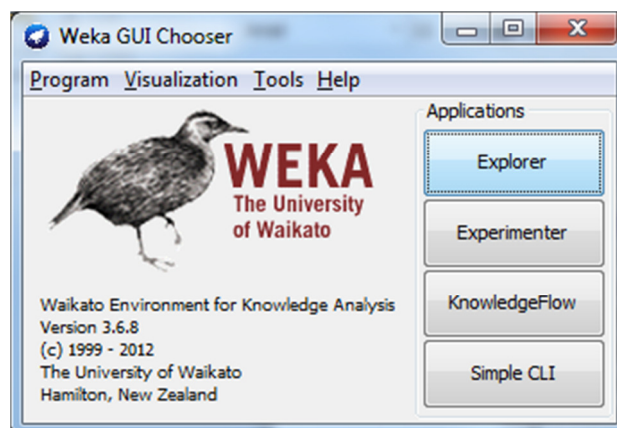 Weka GUI Chooser
Program Visualization Tools Help
WEKA
The University
of Waikato
Waikato Environment for Knowledge Analysis
Version 3.6.8
(c) 1999 - 2012
The University of Waikato
Hamilton, New Zealand
Applications
Explorer
Experimenter
KnowledgeFlow
Simple CLI